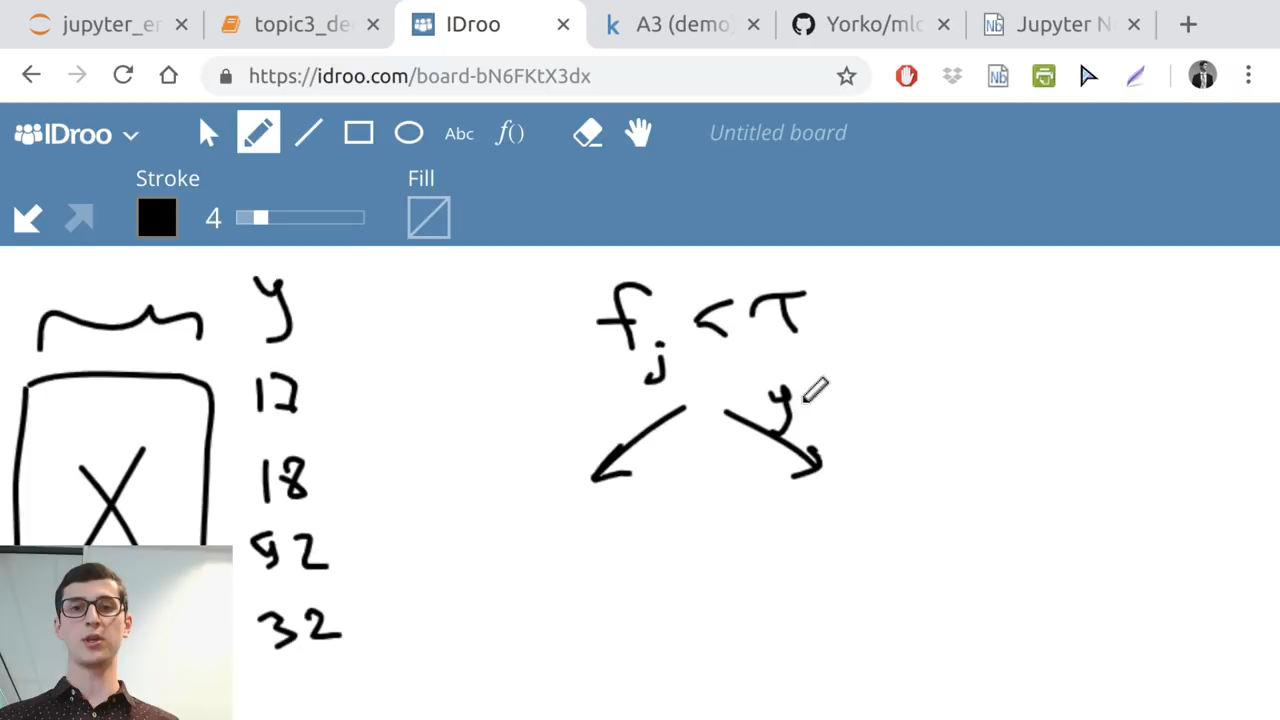 jupyter_er
topic3_de
IDroo
A3 (demo)
Yorko/mlc
Jupyter N
https://idroo.com/board-bN6FKtX3dx
IDroo
Abc
f()
Untitled board
Stroke
Fill
4
y
17
18
52
32
X
f_j < τ
y